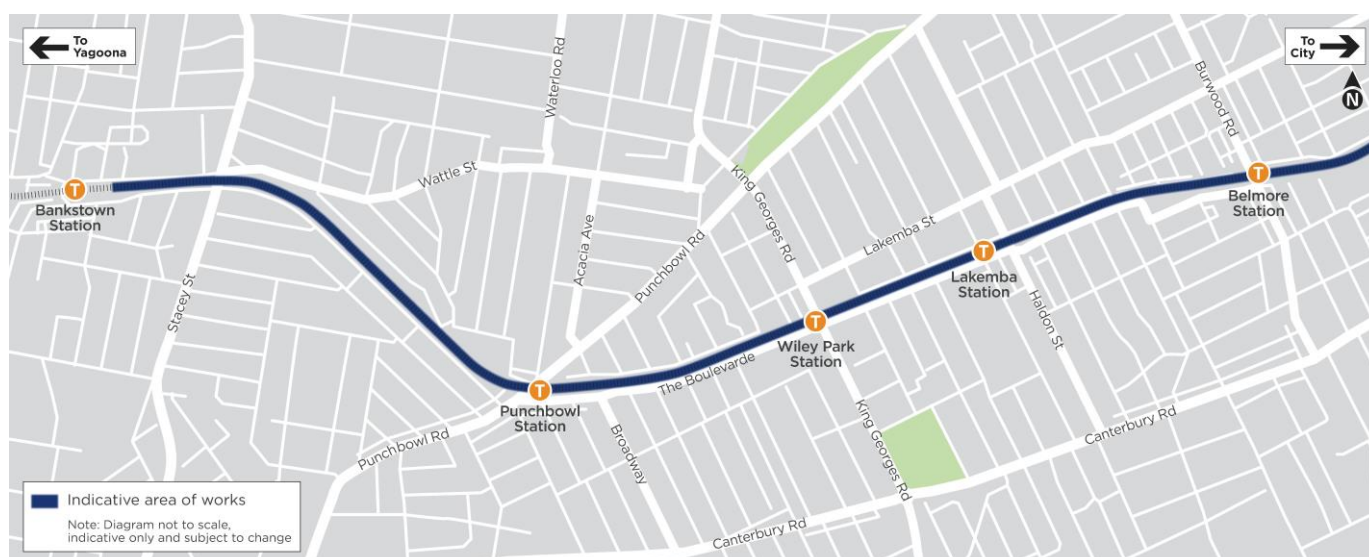 To
Yagoona
To
City
N
Waterloo Rd
Burwood Rd
Wattle St
King Georges Rd
T
Bankstown
Station
T
Belmore
Station
Acacia Ave
Punchbowl Rd
Lakemba St
T
Lakemba
Station
Stacey St
Haldon St
T
Wiley Park
Station
The Boulevarde
T
Punchbowl
Station
Punchbowl Rd
Broadway
King Georges Rd
Canterbury Rd
Canterbury Rd
Indicative area of works
Note: Diagram not to scale,
indicative only and subject to change